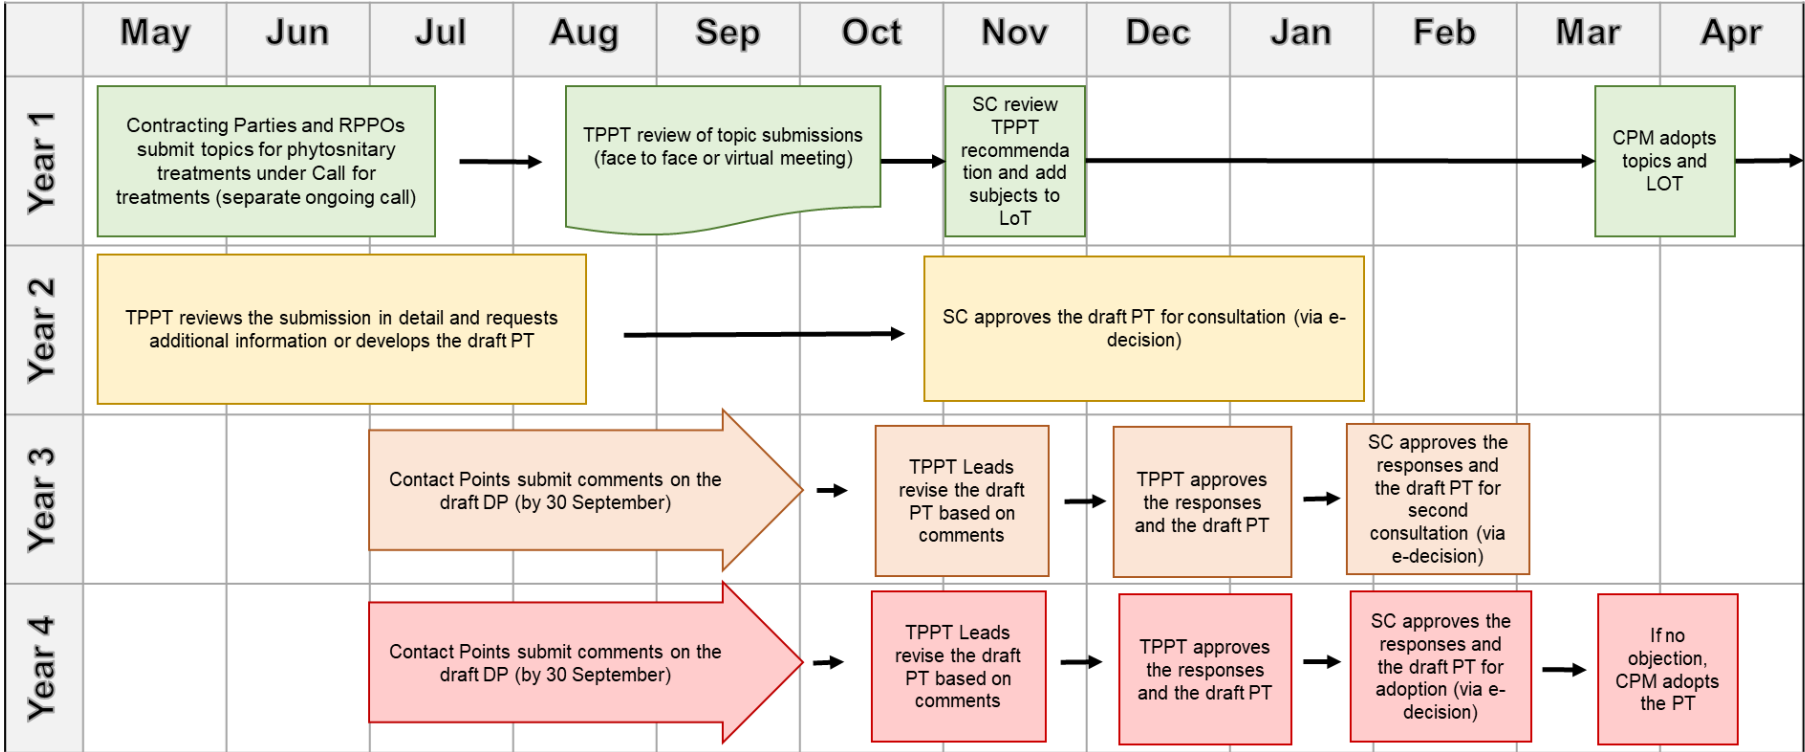 May Jun Jul Aug Sep Oct Nov Dec Jan Feb Mar Apr
Year 1
Contracting Parties and RPPOs
submit topics for phytosnitary
treatments under Call for
treatments (separate ongoing call)
TPPT review of topic submissions
(face to face or virtual meeting)
SC review
TPPT
recommenda
tion and add
subjects to
LoT
CPM adopts
topics and
LOT
Year 2
TPPT reviews the submission in detail and requests
additional information or develops the draft PT
SC approves the draft PT for consultation (via e-
decision)
Year 3
Contact Points submit comments on the
draft DP (by 30 September)
TPPT Leads
revise the draft
PT based on
comments
TPPT approves
the responses
and the draft PT
SC approves the
responses and
the draft PT for
second
consultation (via
e-decision)
Year 4
Contact Points submit comments on the
draft DP (by 30 September)
TPPT Leads
revise the draft
PT based on
comments
TPPT approves
the responses
and the draft PT
SC approves the
responses and
the draft PT for
adoption (via e-
decision)
If no
objection,
CPM adopts
the PT